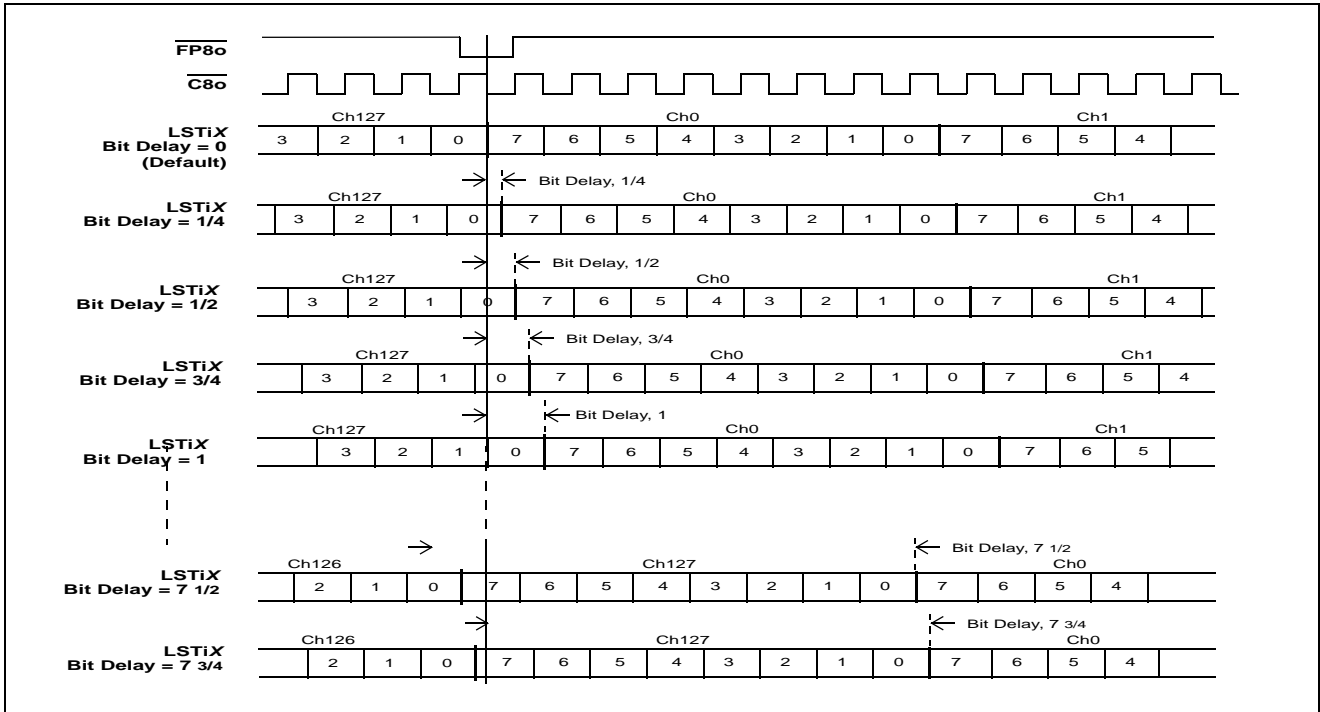 FP8o
C8o
Ch127 Ch0 Ch1
LSTiX
Bit Delay = 0
(Default)
3 2 1 0 7 6 5 4 3 2 1 0 7 6 5 4
Bit Delay, 1/4
Ch127 Ch0 Ch1
LSTiX
Bit Delay = 1/4
3 2 1 0 7 6 5 4 3 2 1 0 7 6 5 4
Bit Delay, 1/2
Ch127 Ch0 Ch1
LSTiX
Bit Delay = 1/2
3 2 1 0 7 6 5 4 3 2 1 0 7 6 5 4
Bit Delay, 3/4
Ch127 Ch0 Ch1
LSTiX
Bit Delay = 3/4
3 2 1 0 7 6 5 4 3 2 1 0 7 6 5 4
Bit Delay, 1
Ch127 Ch0 Ch1
LSTiX
Bit Delay = 1
3 2 1 0 7 6 5 4 3 2 1 0 7 6 5
Bit Delay, 7 1/2
Ch126 Ch127 Ch0
LSTiX
Bit Delay = 7 1/2
2 1 0 7 6 5 4 3 2 1 0 7 6 5 4
Bit Delay, 7 3/4
Ch126 Ch127 Ch0
LSTiX
Bit Delay = 7 3/4
2 1 0 7 6 5 4 3 2 1 0 7 6 5 4